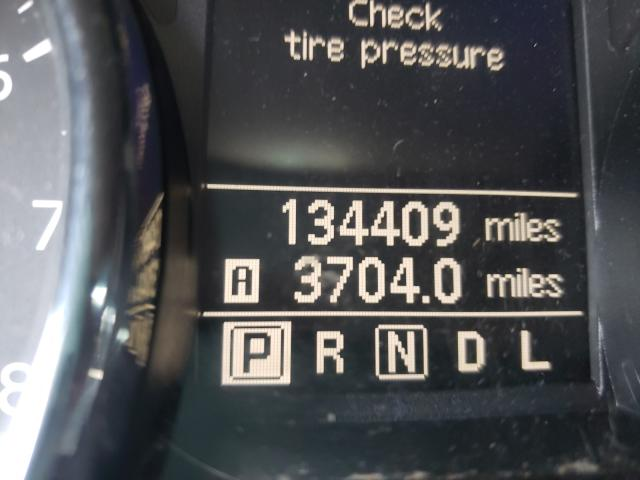 Check
tire pressure
134409 miles
A 3704.0 miles
P R N D L
7
8